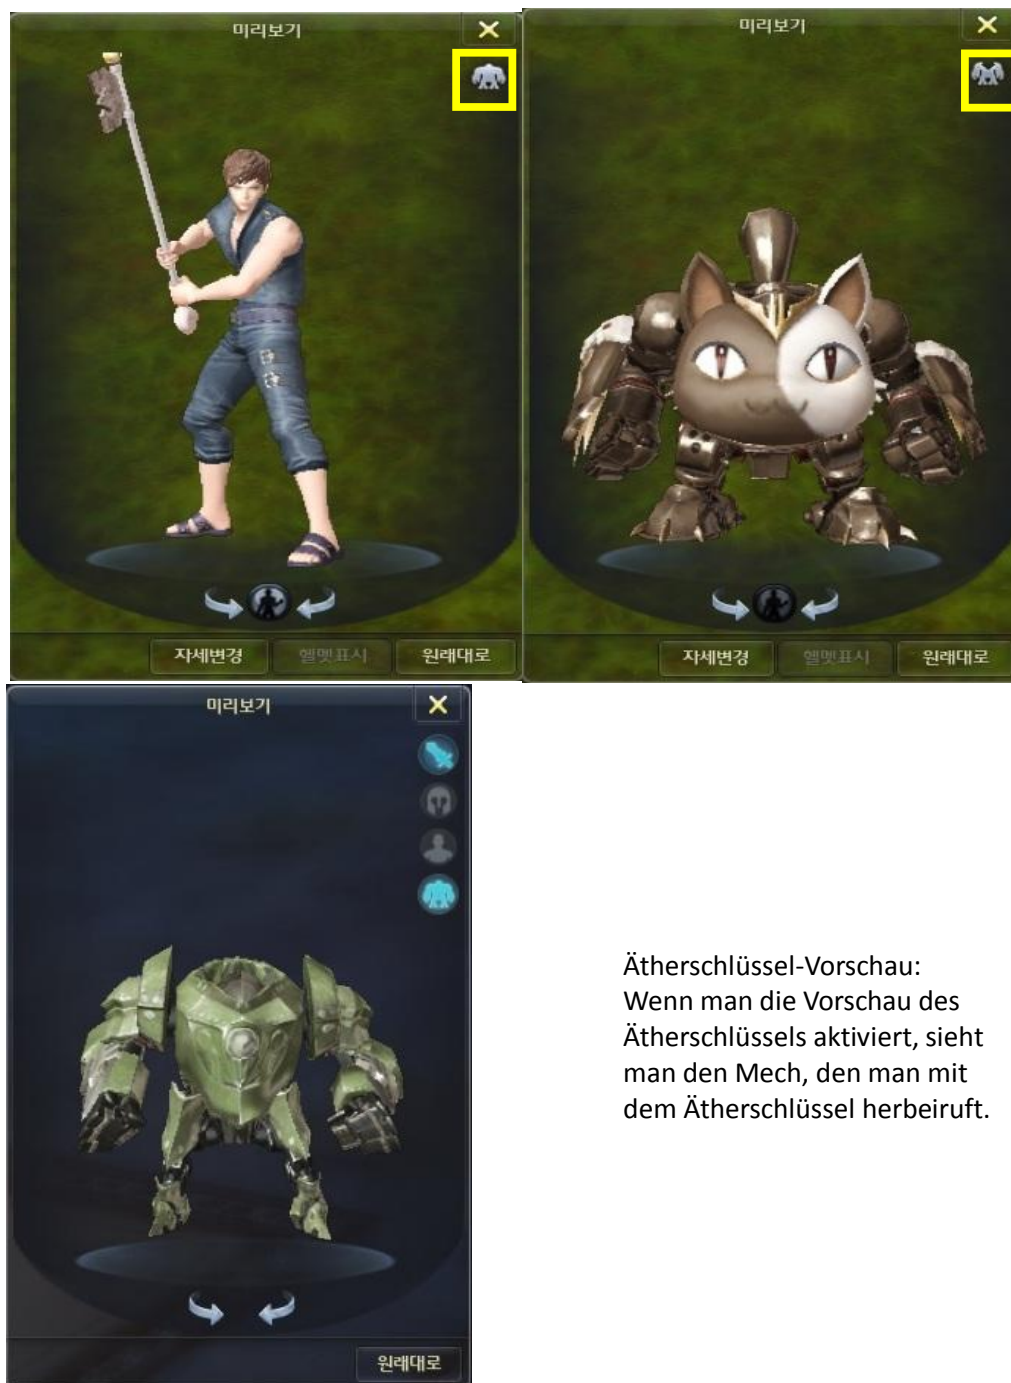 미리보기
자세변경 헬멧표시 원래대로
미리보기
자세변경 헬멧표시 원래대로
미리보기
원래대로
Ätherschlüssel-Vorschau:
Wenn man die Vorschau des
Ätherschlüssels aktiviert, sieht
man den Mech, den man mit
dem Ätherschlüssel herbeiruft.